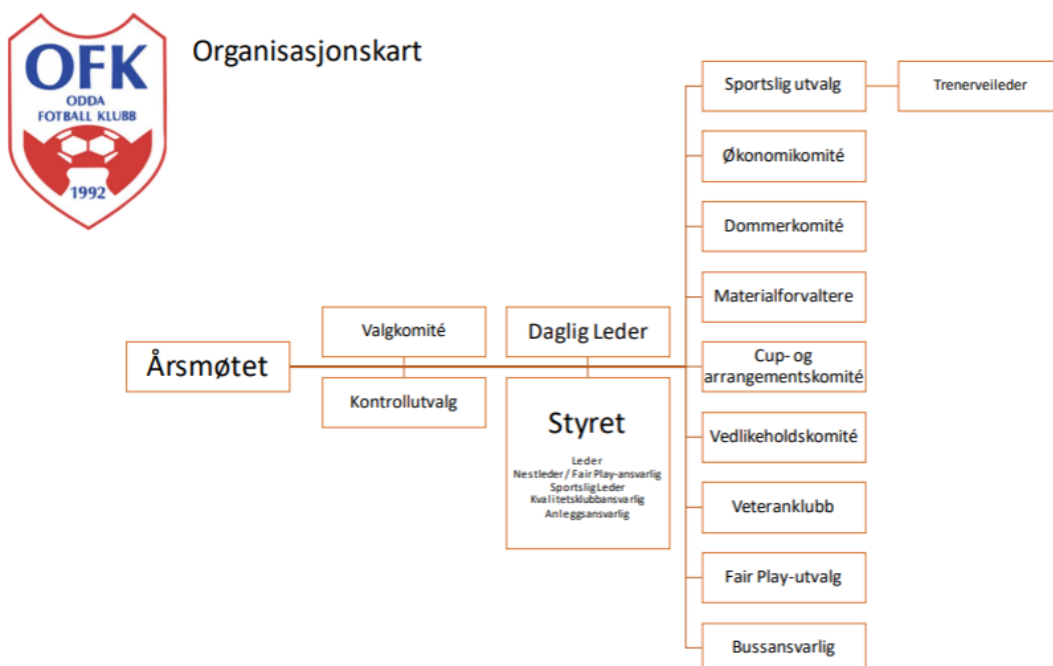 OFK
ODDA
FOTBALL KLUBB
1992
Organisasjonskart
Årsmøtet
Valgkomité
Kontrollutvalg
Daglig Leder
Styret
Leder
Nestleder / Fair Play-ansvarlig
Sportslig Leder
Kvalitetsklubbansvarlig
Anleggsansvarlig
Sportslig utvalg
Trenerveileder
Økonomikomité
Dommerkomité
Materialforvaltere
Cup- og
arrangementskomité
Vedlikeholdskomité
Veteranklubb
Fair Play-utvalg
Bussansvarlig